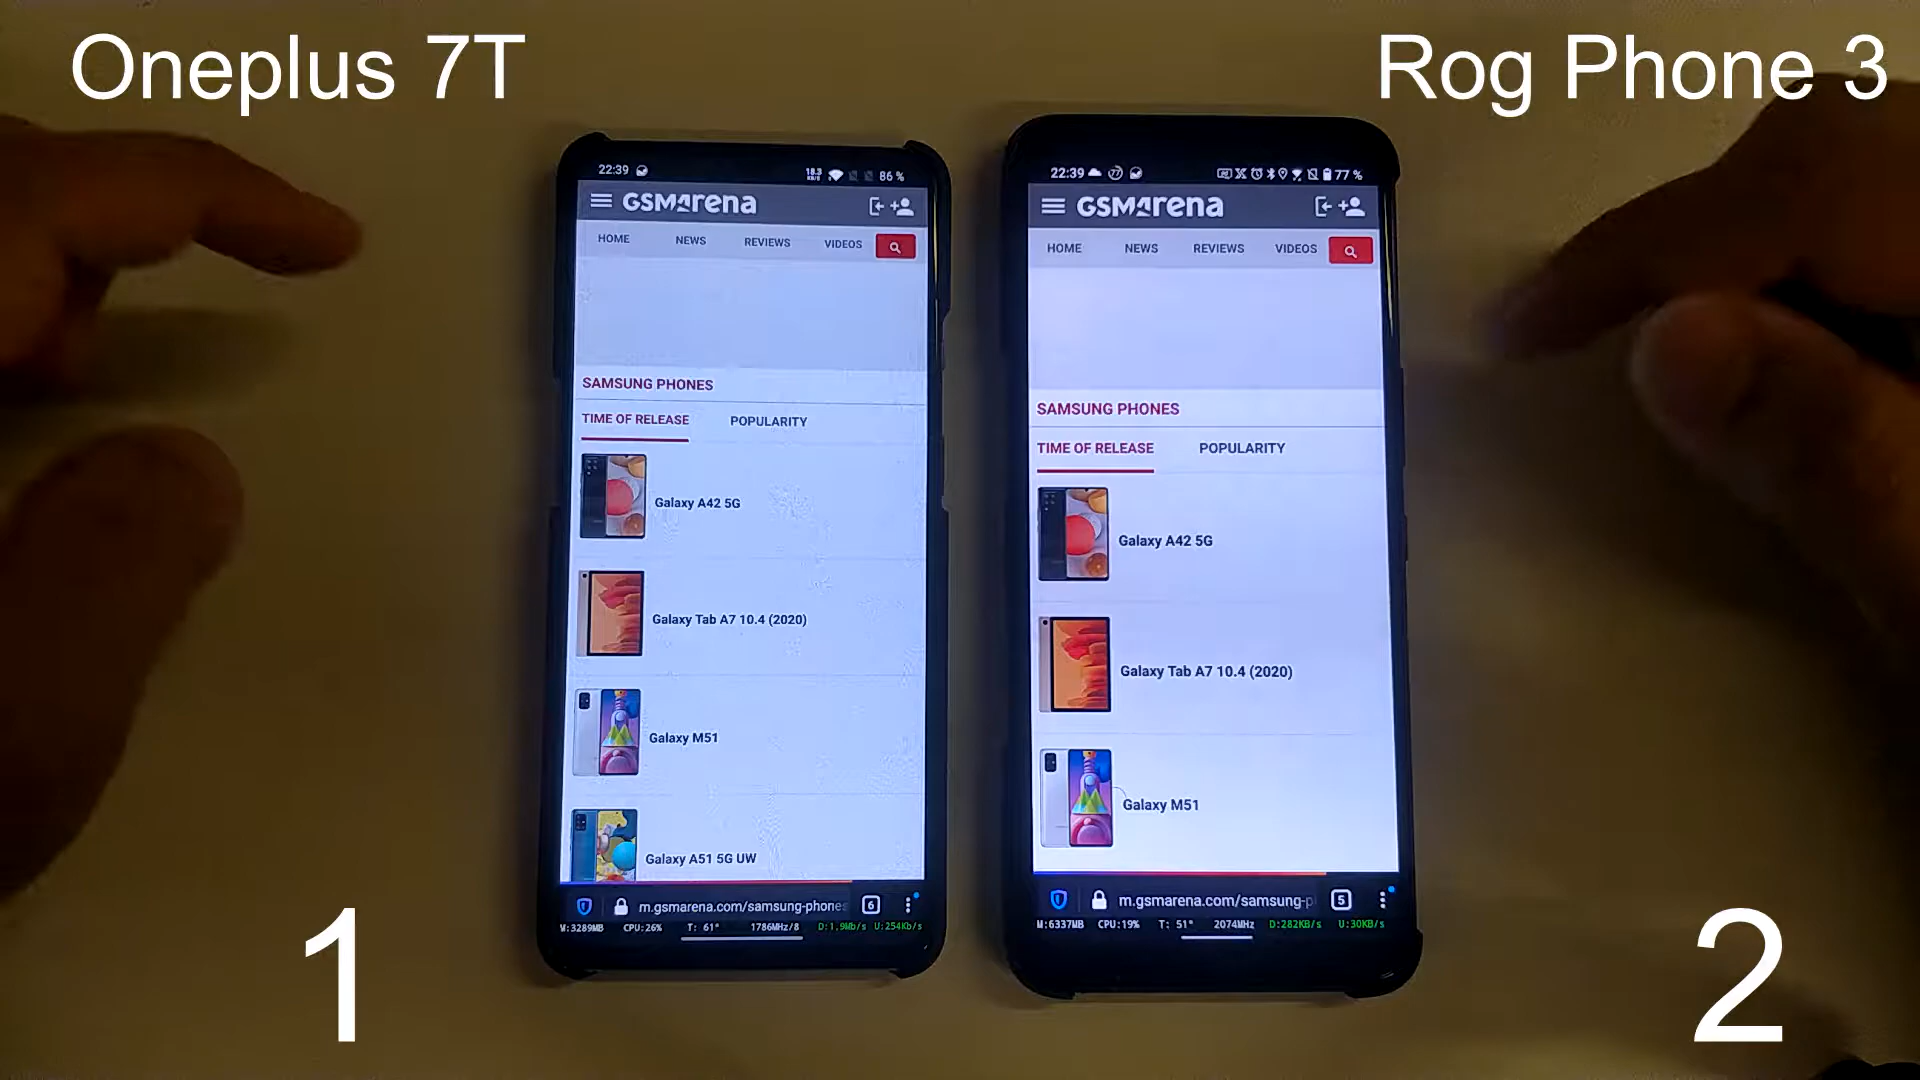 Oneplus 7T
Rog Phone 3
22:39
86 %
GSMarena
HOME NEWS REVIEWS VIDEOS
SAMSUNG PHONES
TIME OF RELEASE POPULARITY
Galaxy A42 5G
Galaxy Tab A7 10.4 (2020)
Galaxy M51
Galaxy A51 5G UW
m.gsmarena.com/samsung-phones
6
M:3289MB CPU:26% T: 61° 1786MHz/8 D:1,9Mb/s U:254Kb/s
22:39
77
77 %
GSMarena
HOME NEWS REVIEWS VIDEOS
SAMSUNG PHONES
TIME OF RELEASE POPULARITY
Galaxy A42 5G
Galaxy Tab A7 10.4 (2020)
Galaxy M51
m.gsmarena.com/samsung-p
5
M:6337MB CPU:19% T: 51° 2074MHz D:282KB/s U:30KB/s
1
2